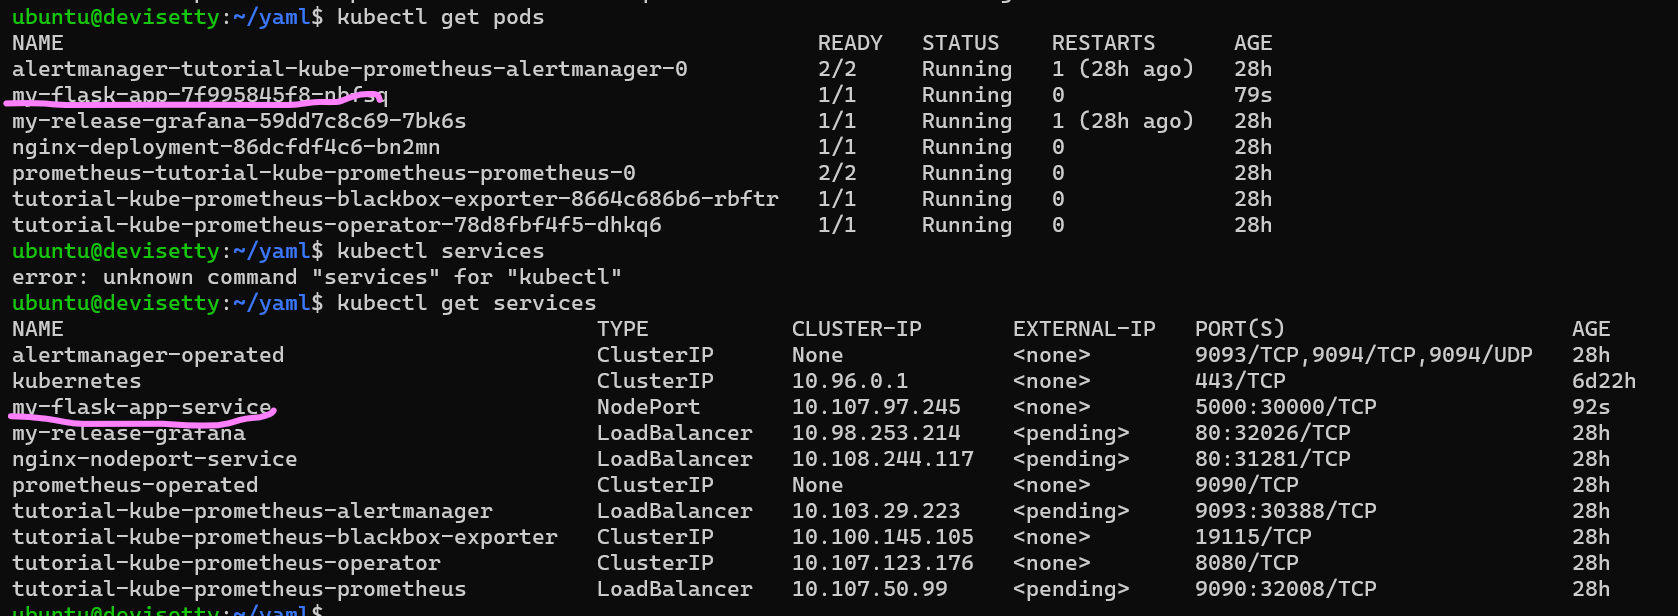 ubuntu@devisetty:~/yaml$ kubectl get pods
NAME READY STATUS RESTARTS AGE
alertmanager-tutorial-kube-prometheus-alertmanager-0 2/2 Running 1 (28h ago) 28h
my-flask-app-7f995845f8-nbfsq 1/1 Running 0 79s
my-release-grafana-59dd7c8c69-7bk6s 1/1 Running 1 (28h ago) 28h
nginx-deployment-86dcfdf4c6-bn2mn 1/1 Running 0 28h
prometheus-tutorial-kube-prometheus-prometheus-0 2/2 Running 0 28h
tutorial-kube-prometheus-blackbox-exporter-8664c686b6-rbftr 1/1 Running 0 28h
tutorial-kube-prometheus-operator-78d8fbf4f5-dhkq6 1/1 Running 0 28h
ubuntu@devisetty:~/yaml$ kubectl services
error: unknown command "services" for "kubectl"
ubuntu@devisetty:~/yaml$ kubectl get services
NAME TYPE CLUSTER-IP EXTERNAL-IP PORT(S) AGE
alertmanager-operated ClusterIP None <none> 9093/TCP,9094/TCP,9094/UDP 28h
kubernetes ClusterIP 10.96.0.1 <none> 443/TCP 6d22h
my-flask-app-service NodePort 10.107.97.245 <none> 5000:30000/TCP 92s
my-release-grafana LoadBalancer 10.98.253.214 <pending> 80:32026/TCP 28h
nginx-nodeport-service LoadBalancer 10.108.244.117 <pending> 80:31281/TCP 28h
prometheus-operated ClusterIP None <none> 9090/TCP 28h
tutorial-kube-prometheus-alertmanager LoadBalancer 10.103.29.223 <pending> 9093:30388/TCP 28h
tutorial-kube-prometheus-blackbox-exporter ClusterIP 10.100.145.105 <none> 19115/TCP 28h
tutorial-kube-prometheus-operator ClusterIP 10.107.123.176 <none> 8080/TCP 28h
tutorial-kube-prometheus-prometheus LoadBalancer 10.107.50.99 <pending> 9090:32008/TCP 28h
ubuntu@devisetty:~/yaml$